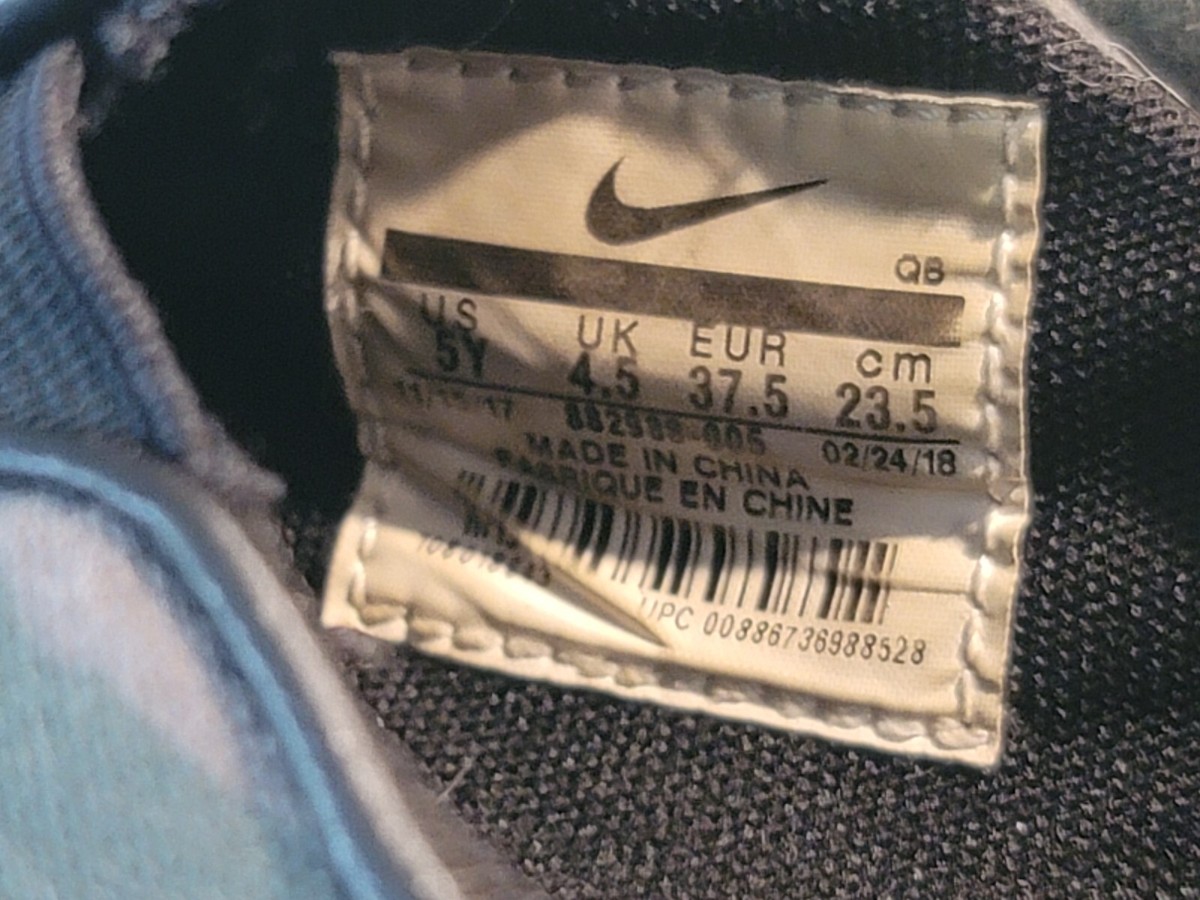 QB
US UK EUR cm
5Y 4.5 37.5 23.5
02/24/18
MADE IN CHINA
FABRIQUE EN CHINE
UPC 00886736988528